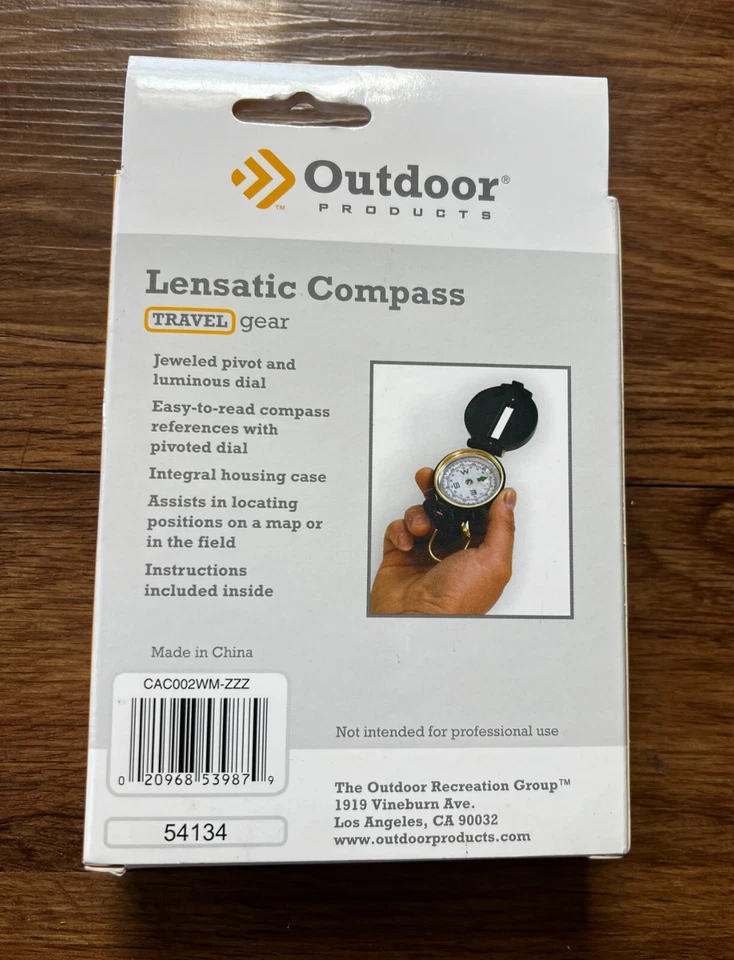 Outdoor®
PRODUCTS
TM
Lensatic Compass
TRAVEL gear
Jeweled pivot and
luminous dial
Easy-to-read compass
references with
pivoted dial
Integral housing case
Assists in locating
positions on a map or
in the field
Instructions
included inside
Made in China
CAC002WM-ZZZ
0 20968 53987 9
54134
Not intended for professional use
The Outdoor Recreation Group™
1919 Vineburn Ave.
Los Angeles, CA 90032
www.outdoorproducts.com